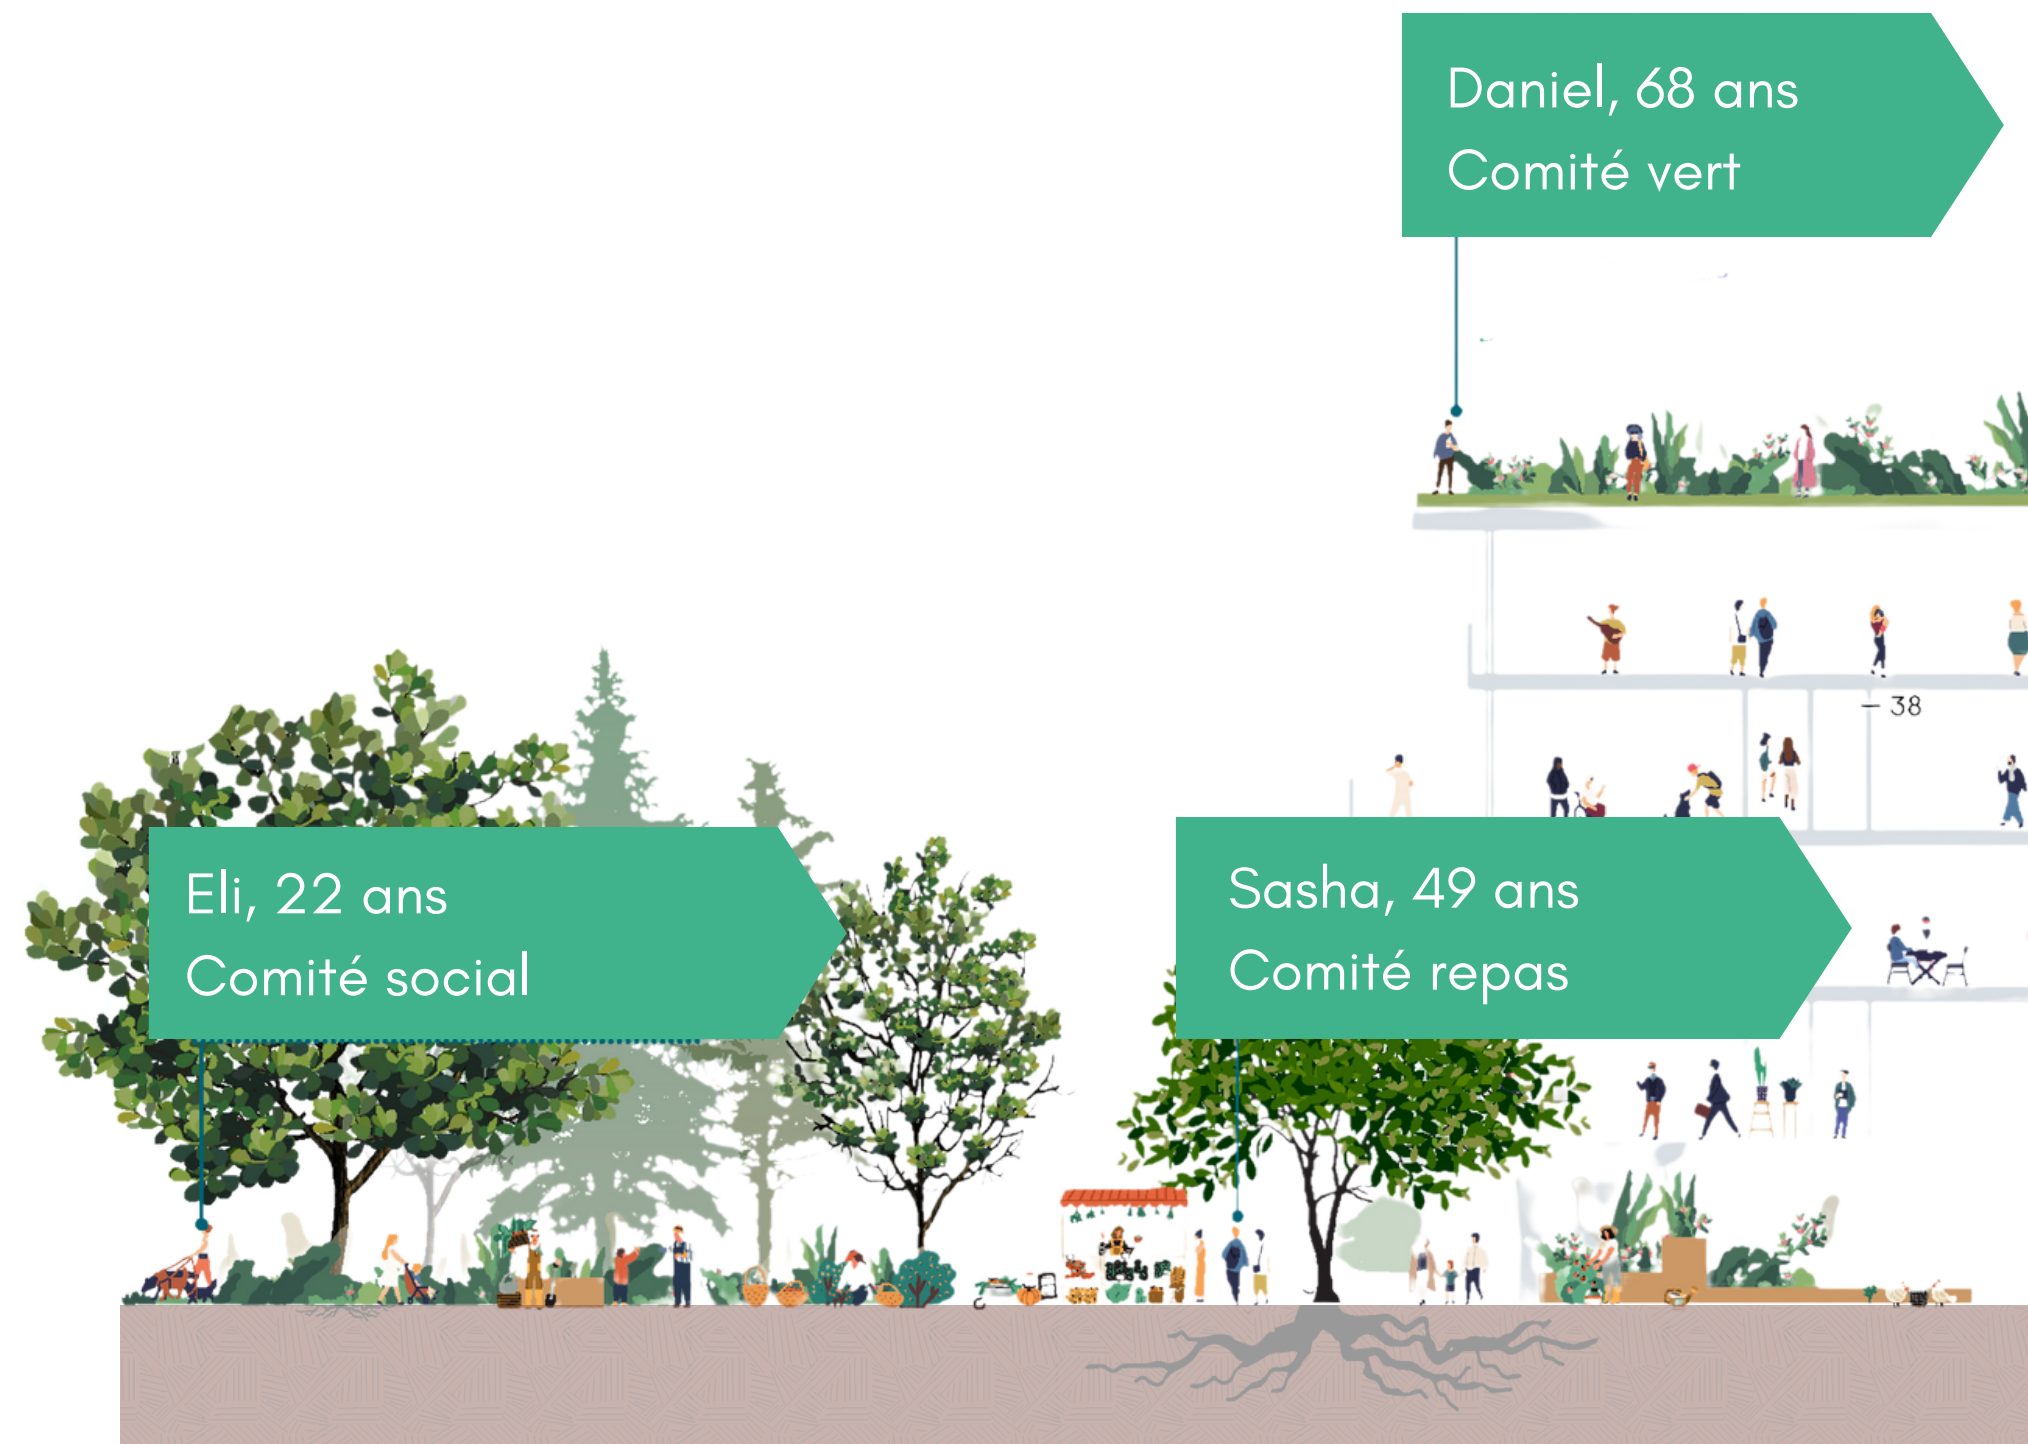 Daniel, 68 ans
Comité vert
— 38
Eli, 22 ans
Comité social
Sasha, 49 ans
Comité repas